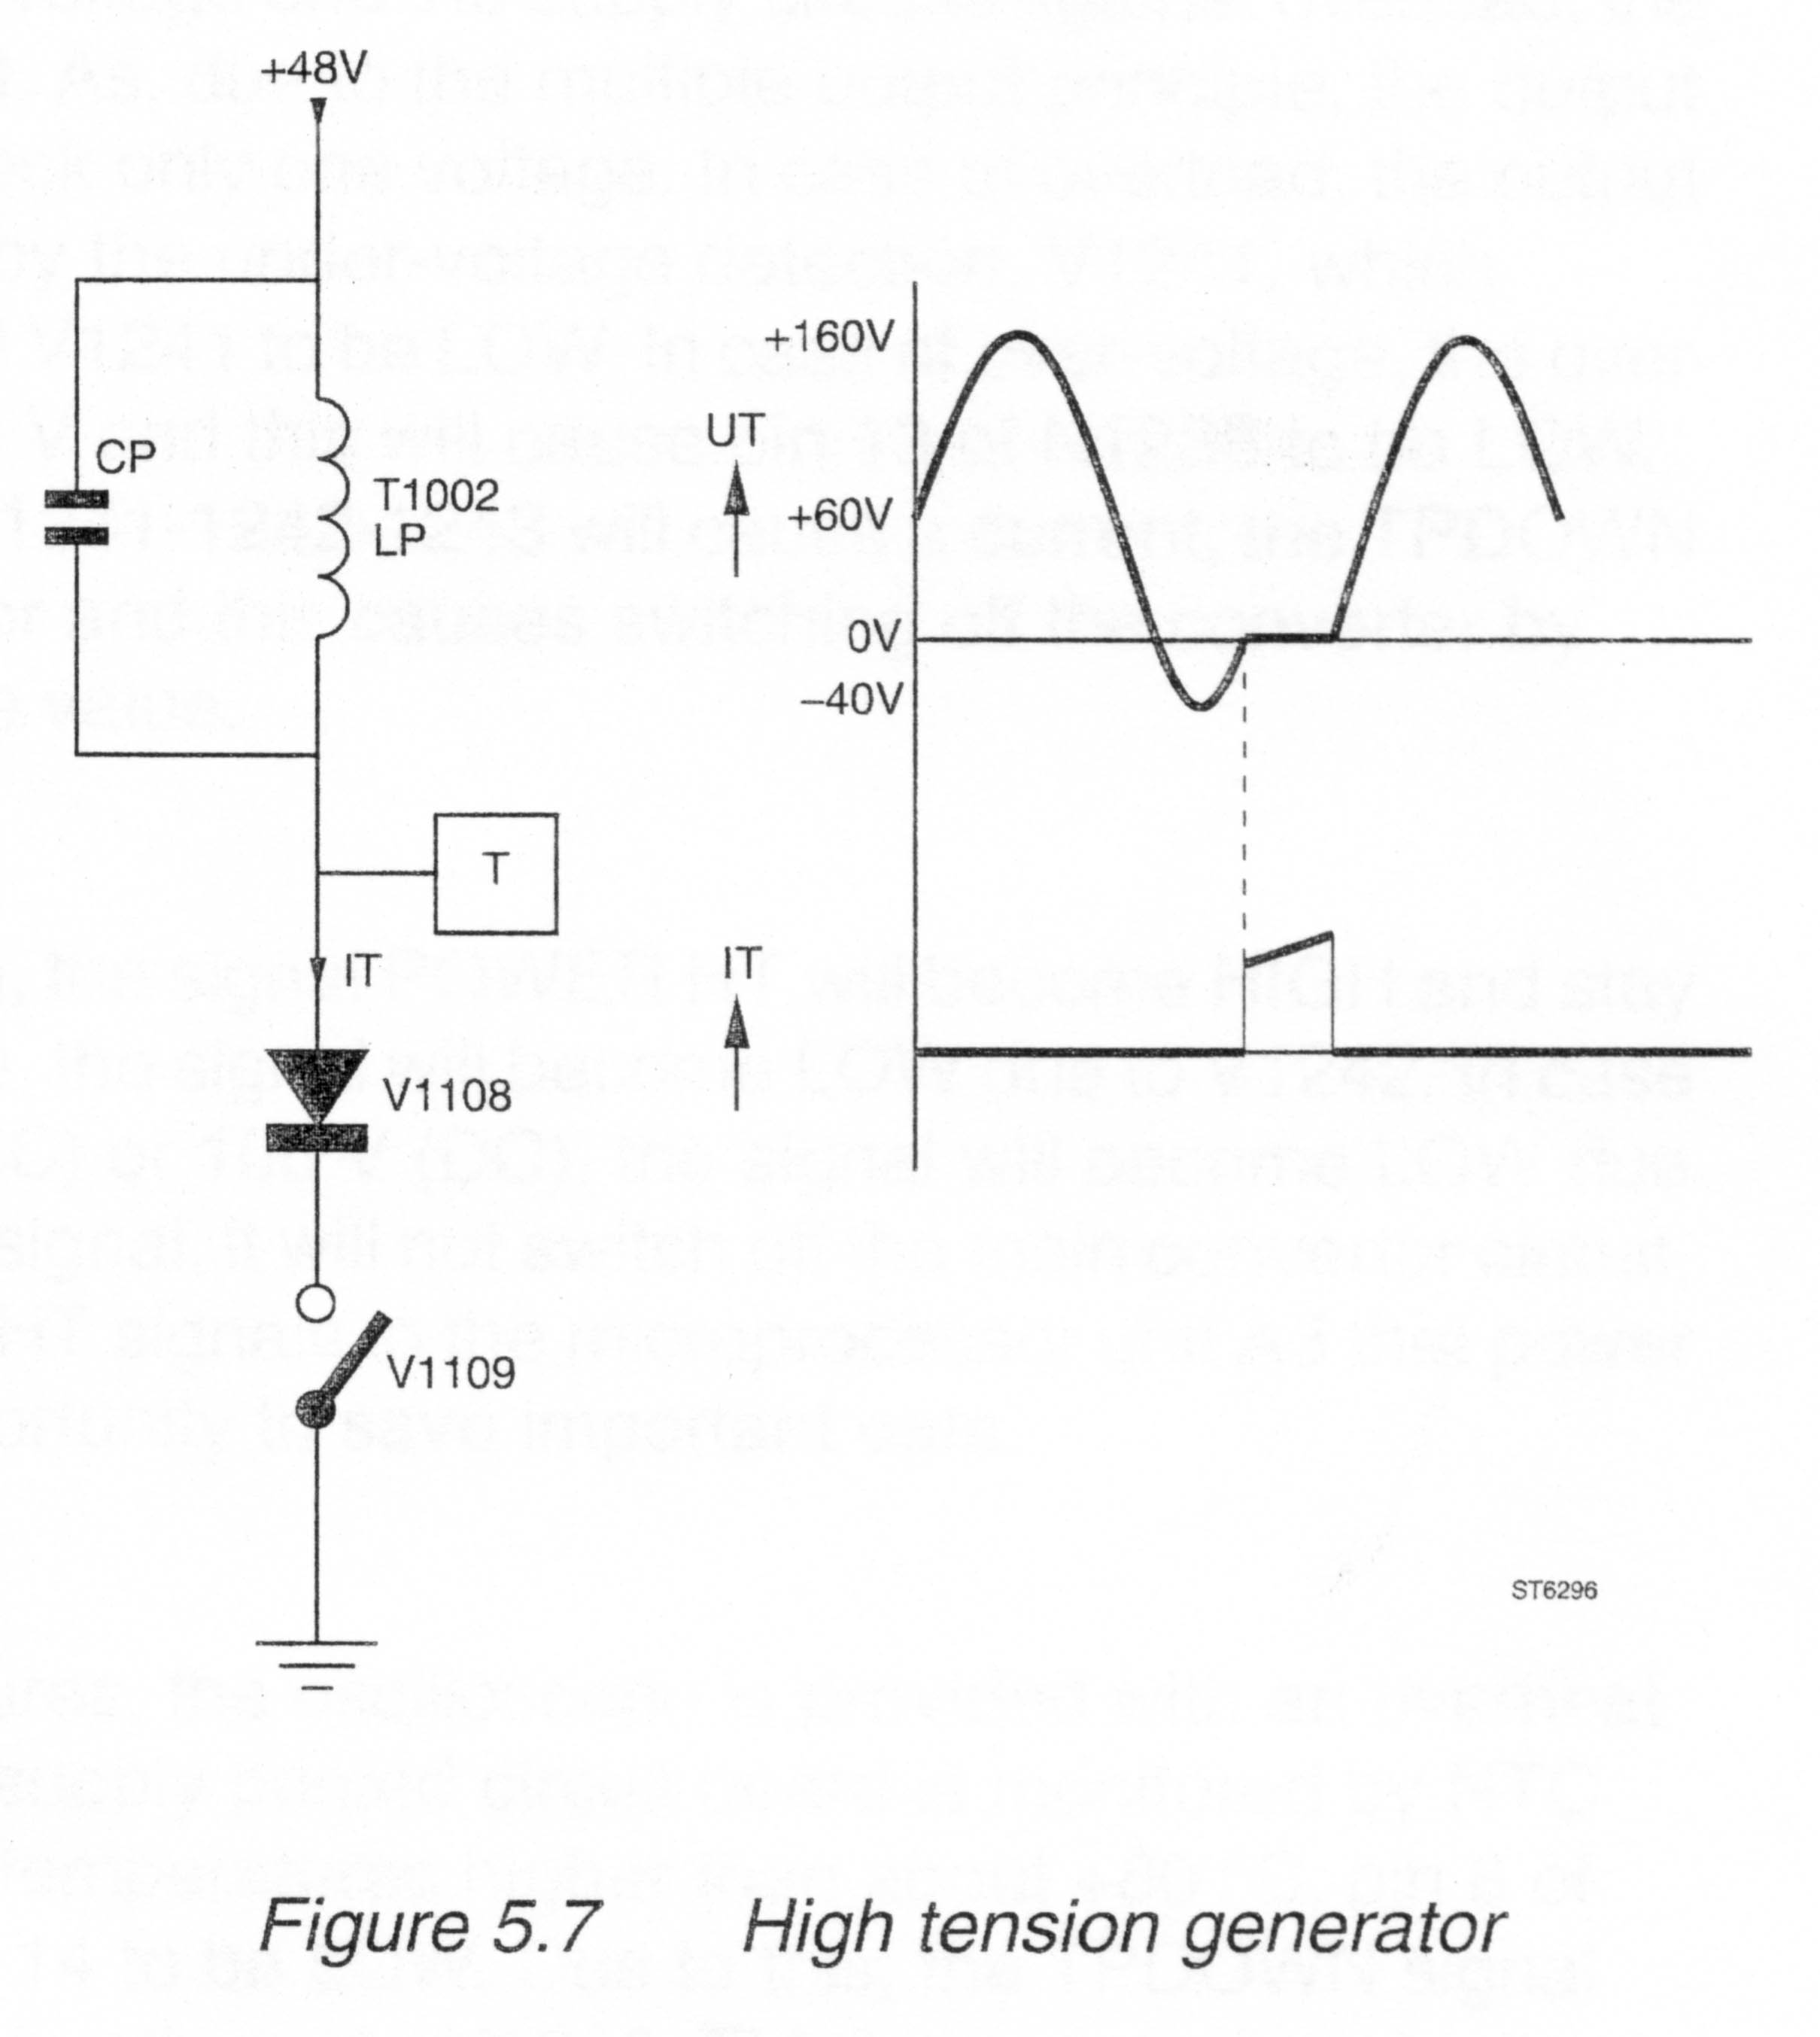 +48V
CP
T1002
LP
T
IT
V1108
V1109
+160V
UT
+60V
0V
−40V
IT
ST6296
Figure 5.7 High tension generator